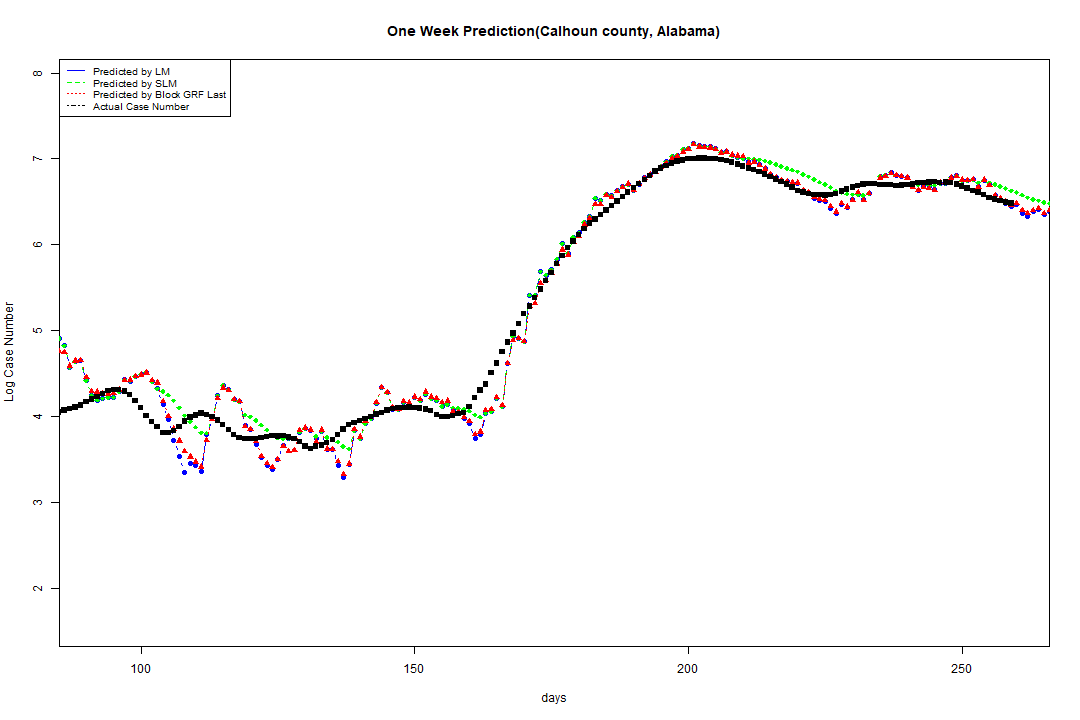 One Week Prediction(Calhoun county, Alabama)
Predicted by LM
Predicted by SLM
Predicted by Block GRF Last
Actual Case Number
8
7
6
5
4
3
2
Log Case Number
100 150 200 250
days